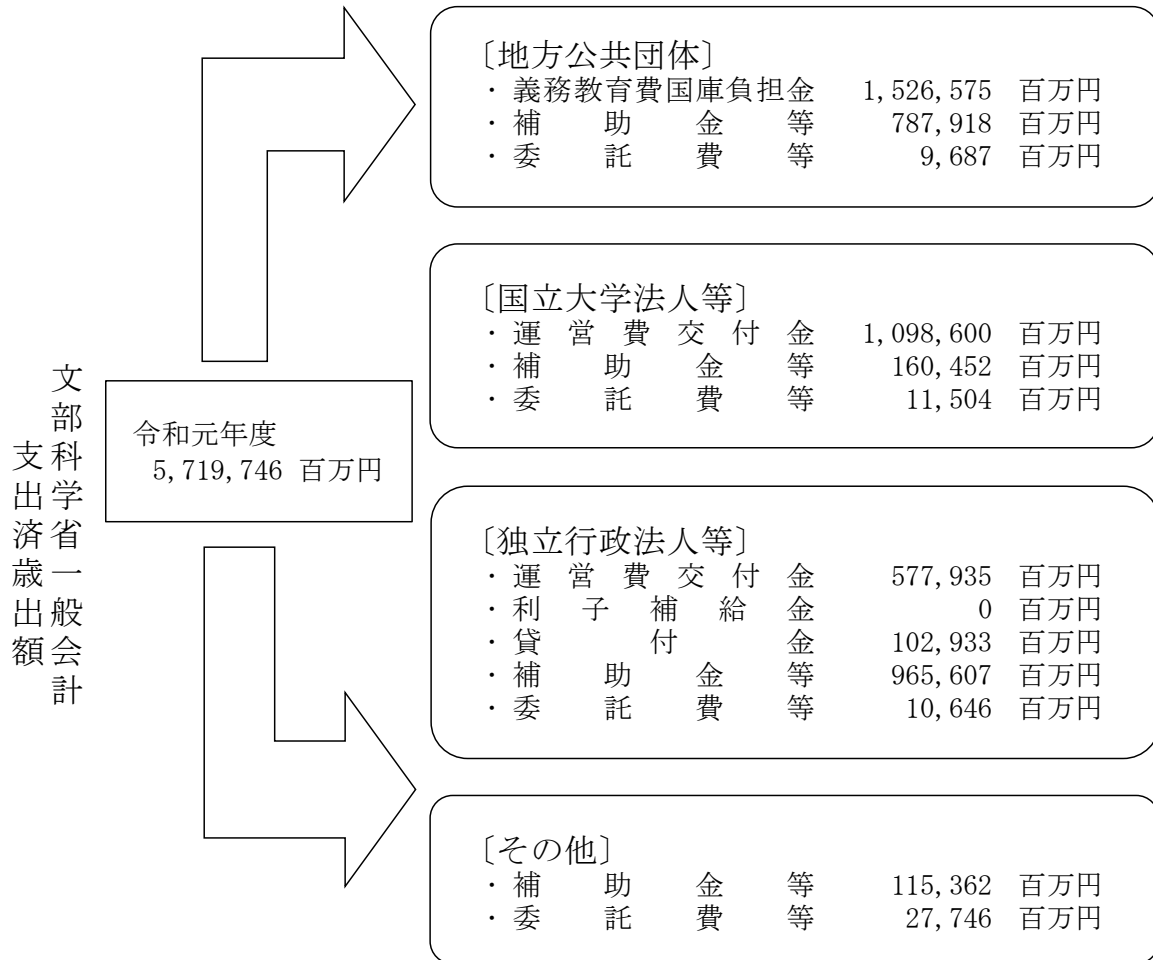 文部科学省一般会計
支出済歳出額
令和元年度
5,719,746 百万円
〔地方公共団体〕
・義務教育費国庫負担金 1,526,575 百万円
・補助金等 787,918 百万円
・委託費等 9,687 百万円
〔国立大学法人等〕
・運営費交付金 1,098,600 百万円
・補助金等 160,452 百万円
・委託費等 11,504 百万円
〔独立行政法人等〕
・運営費交付金 577,935 百万円
・利子補給金 0 百万円
・貸付金 102,933 百万円
・補助金等 965,607 百万円
・委託費等 10,646 百万円
〔その他〕
・補助金等 115,362 百万円
・委託費等 27,746 百万円